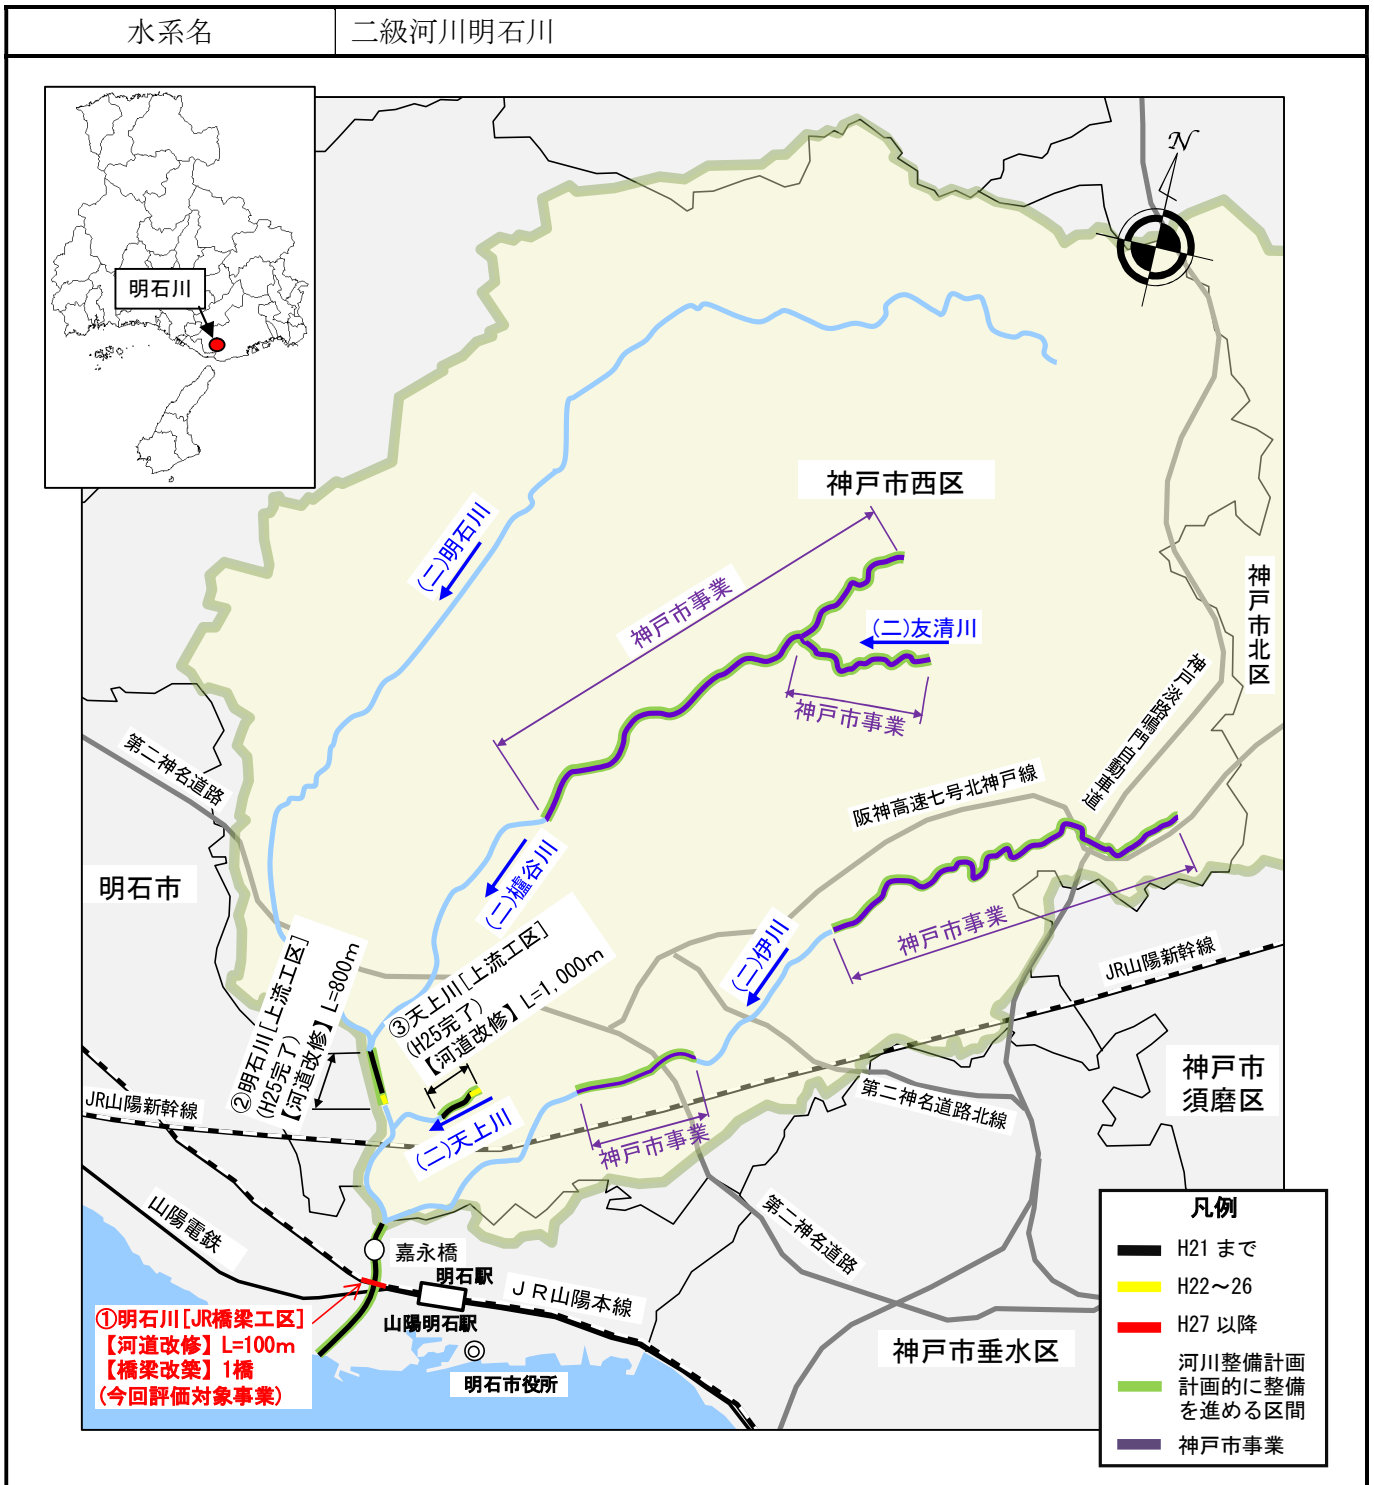 水系名
二級河川明石川
明石川
N
神戸市西区
(二)明石川
神戸市事業
(二)友清川
神戸市事業
神戸市北区
神戸淡路鳴門自動車道
第二神名道路
阪神高速七号北神戸線
明石市
(二)櫨谷川
(二)伊川
神戸市事業
JR山陽新幹線
②明石川[上流工区]
(H25完了)
【河道改修】L=800m
③天上川[上流工区]
(H25完了)
【河道改修】L=1,000m
JR山陽新幹線
(二)天上川
神戸市事業
第二神名道路北線
神戸市
須磨区
山陽電鉄
嘉永橋
明石駅
JR山陽本線
山陽明石駅
第二神名道路
①明石川[JR橋梁工区]
【河道改修】L=100m
【橋梁改築】1橋
(今回評価対象事業)
明石市役所
神戸市垂水区
凡例
H21 まで
H22～26
H27 以降
河川整備計画
計画的に整備
を進める区間
神戸市事業